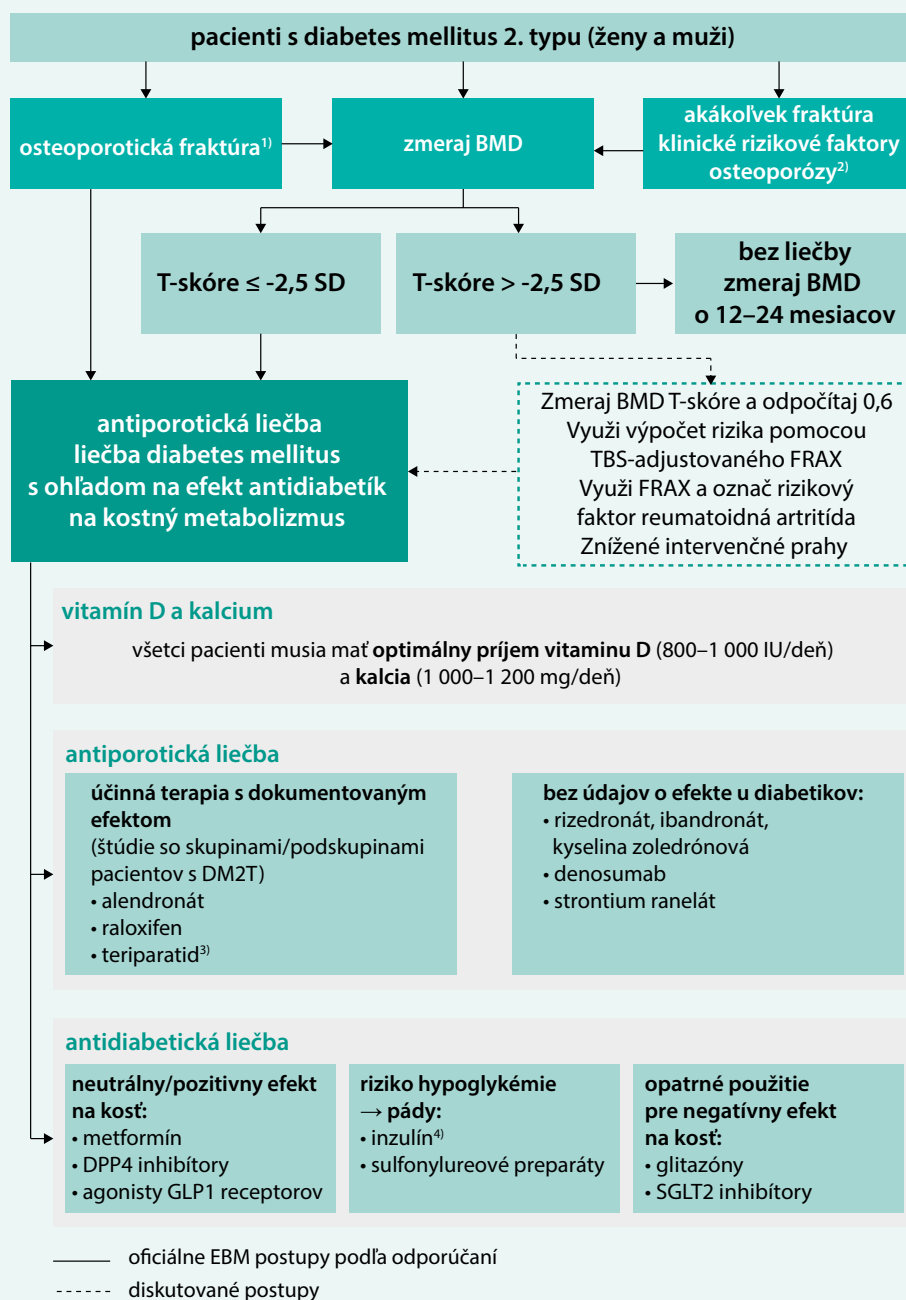 pacienti s diabetes mellitus 2. typu (ženy a muži)
osteoporotická fraktúra1)
zmeraj BMD
akákoľvek fraktúra
klinické rizikové faktory
osteoporózy2)
T-skóre ≤ -2,5 SD
T-skóre > -2,5 SD
bez liečby
zmeraj BMD
o 12–24 mesiacov
antiporotická liečba
liečba diabetes mellitus
s ohľadom na efekt antidiabetík
na kostný metabolizmus
Zmeraj BMD T-skóre a odpočítaj 0,6
Využi výpočet rizika pomocou
TBS-adjustovaného FRAX
Využi FRAX a označ rizikový
faktor reumatoidná artritída
Znížené intervenčné prahy
vitamín D a kalcium
všetci pacienti musia mať optimálny príjem vitaminu D (800–1 000 IU/deň)
a kalcia (1 000–1 200 mg/deň)
antiporotická liečba
účinná terapia s dokumentovaným
efektom
(štúdie so skupinami/podskupinami
pacientov s DM2T)
• alendronát
• raloxifen
• teriparatid3)
bez údajov o efekte u diabetikov:
• rizedronát, ibandronát,
kyselina zoledrónová
• denosumab
• strontium ranelát
antidiabetická liečba
neutrálny/pozitivny efekt
na kosť:
• metformín
• DPP4 inhibítory
• agonisty GLP1 receptorov
riziko hypoglykémie
→ pády:
• inzulín4)
• sulfonylureové preparáty
opatrné použitie
pre negatívny efekt
na kosť:
• glitazóny
• SGLT2 inhibítory
oficiálne EBM postupy podľa odporúčaní
diskutované postupy